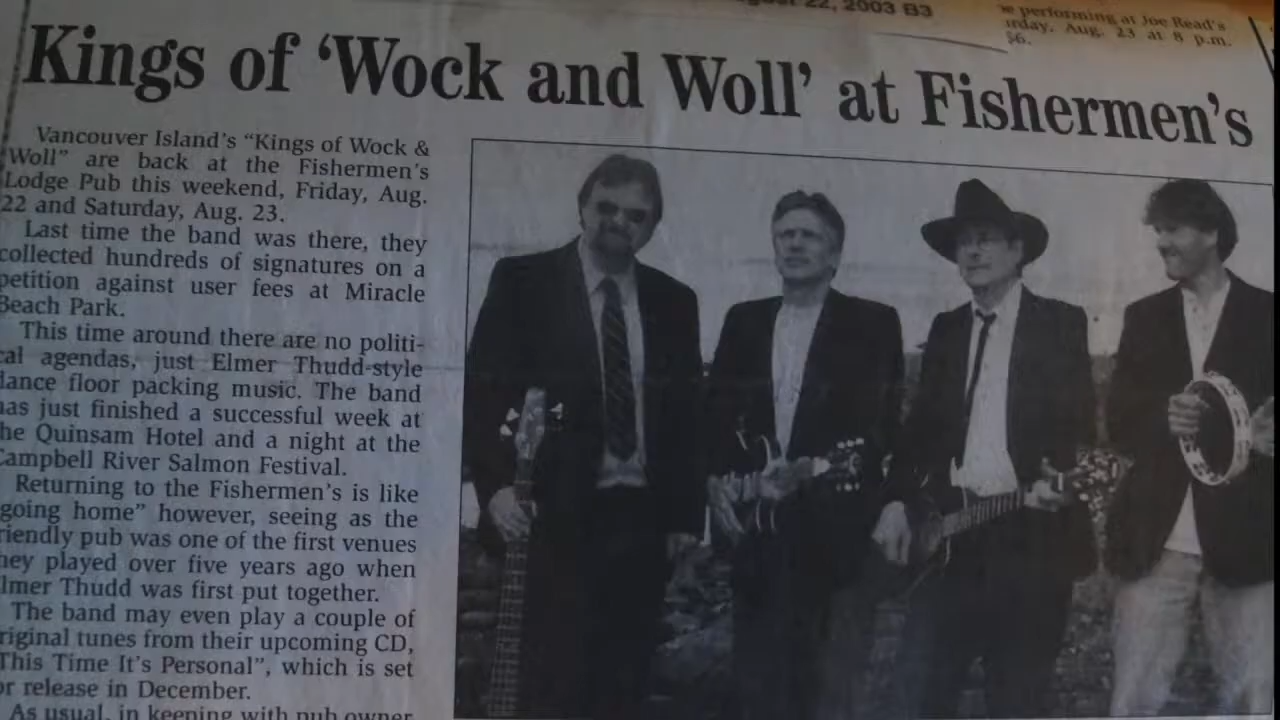 22, 2003 B3
performing at Joe Read's
Aug. 23 at 8 p.m.
$6.
Kings of ‘Wock and Woll’ at Fishermen's
Vancouver Island's “Kings of Wock &
Woll” are back at the Fishermen's
Lodge Pub this weekend, Friday, Aug.
22 and Saturday, Aug. 23.
Last time the band was there, they
collected hundreds of signatures on a
petition against user fees at Miracle
Beach Park.
This time around there are no politi-
cal agendas, just Elmer Thudd-style
dance floor packing music. The band
has just finished a successful week at
the Quinsam Hotel and a night at the
Campbell River Salmon Festival.
Returning to the Fishermen's is like
going home” however, seeing as the
friendly pub was one of the first venues
they played over five years ago when
Elmer Thudd was first put together.
The band may even play a couple of
original tunes from their upcoming CD,
This Time It's Personal”, which is set
for release in December.
As usual, in keeping with pub owner